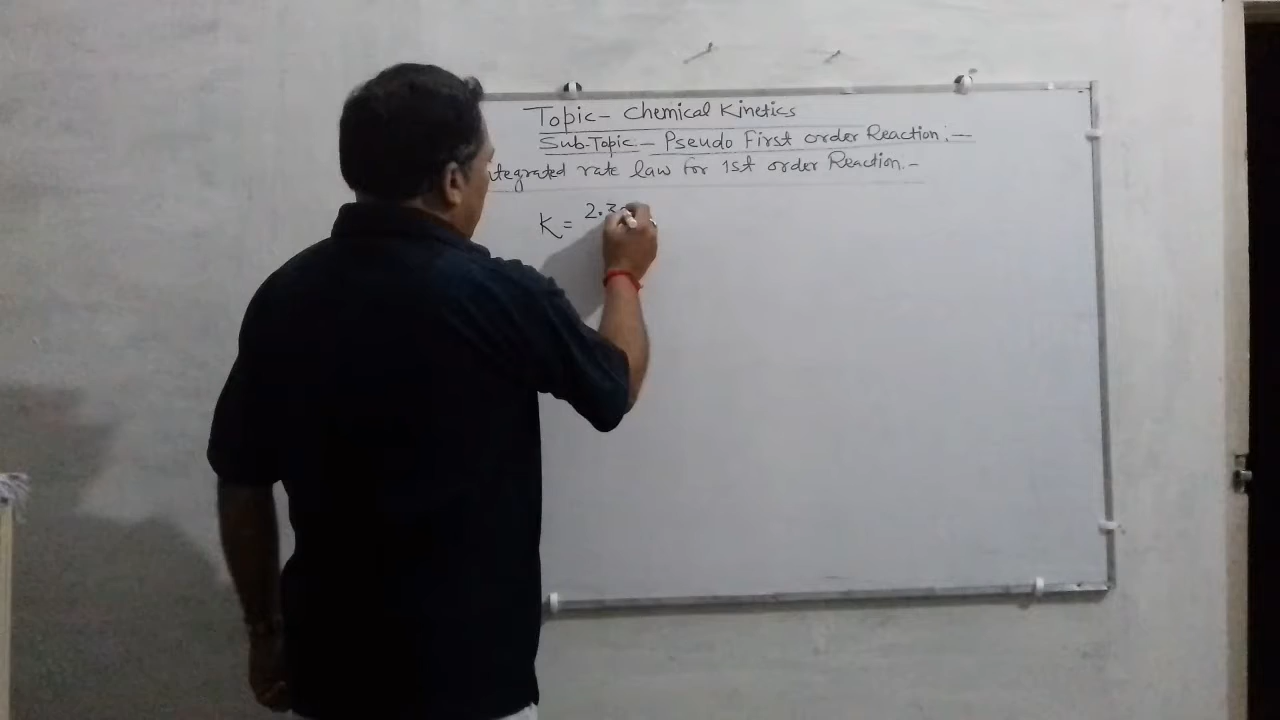 Topic- Chemical Kinetics
Sub-Topic- Pseudo First order Reaction:-
tegrated rate law for 1st order Reaction.-
K = 2.3